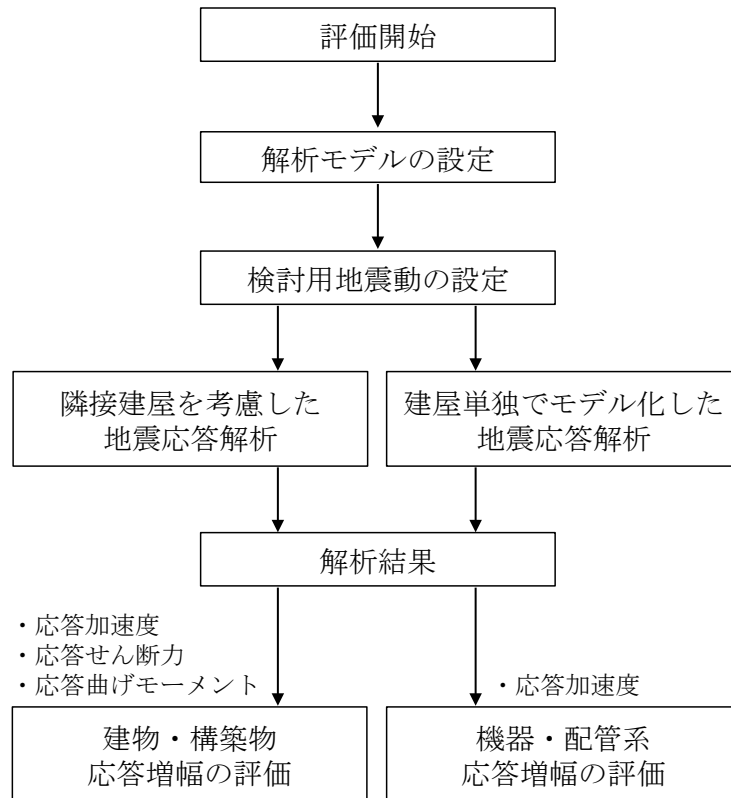 評価開始
解析モデルの設定
検討用地震動の設定
隣接建屋を考慮した
地震応答解析
建屋単独でモデル化した
地震応答解析
解析結果
・応答加速度
・応答せん断力
・応答曲げモーメント
・応答加速度
建物・構築物
応答増幅の評価
機器・配管系
応答増幅の評価